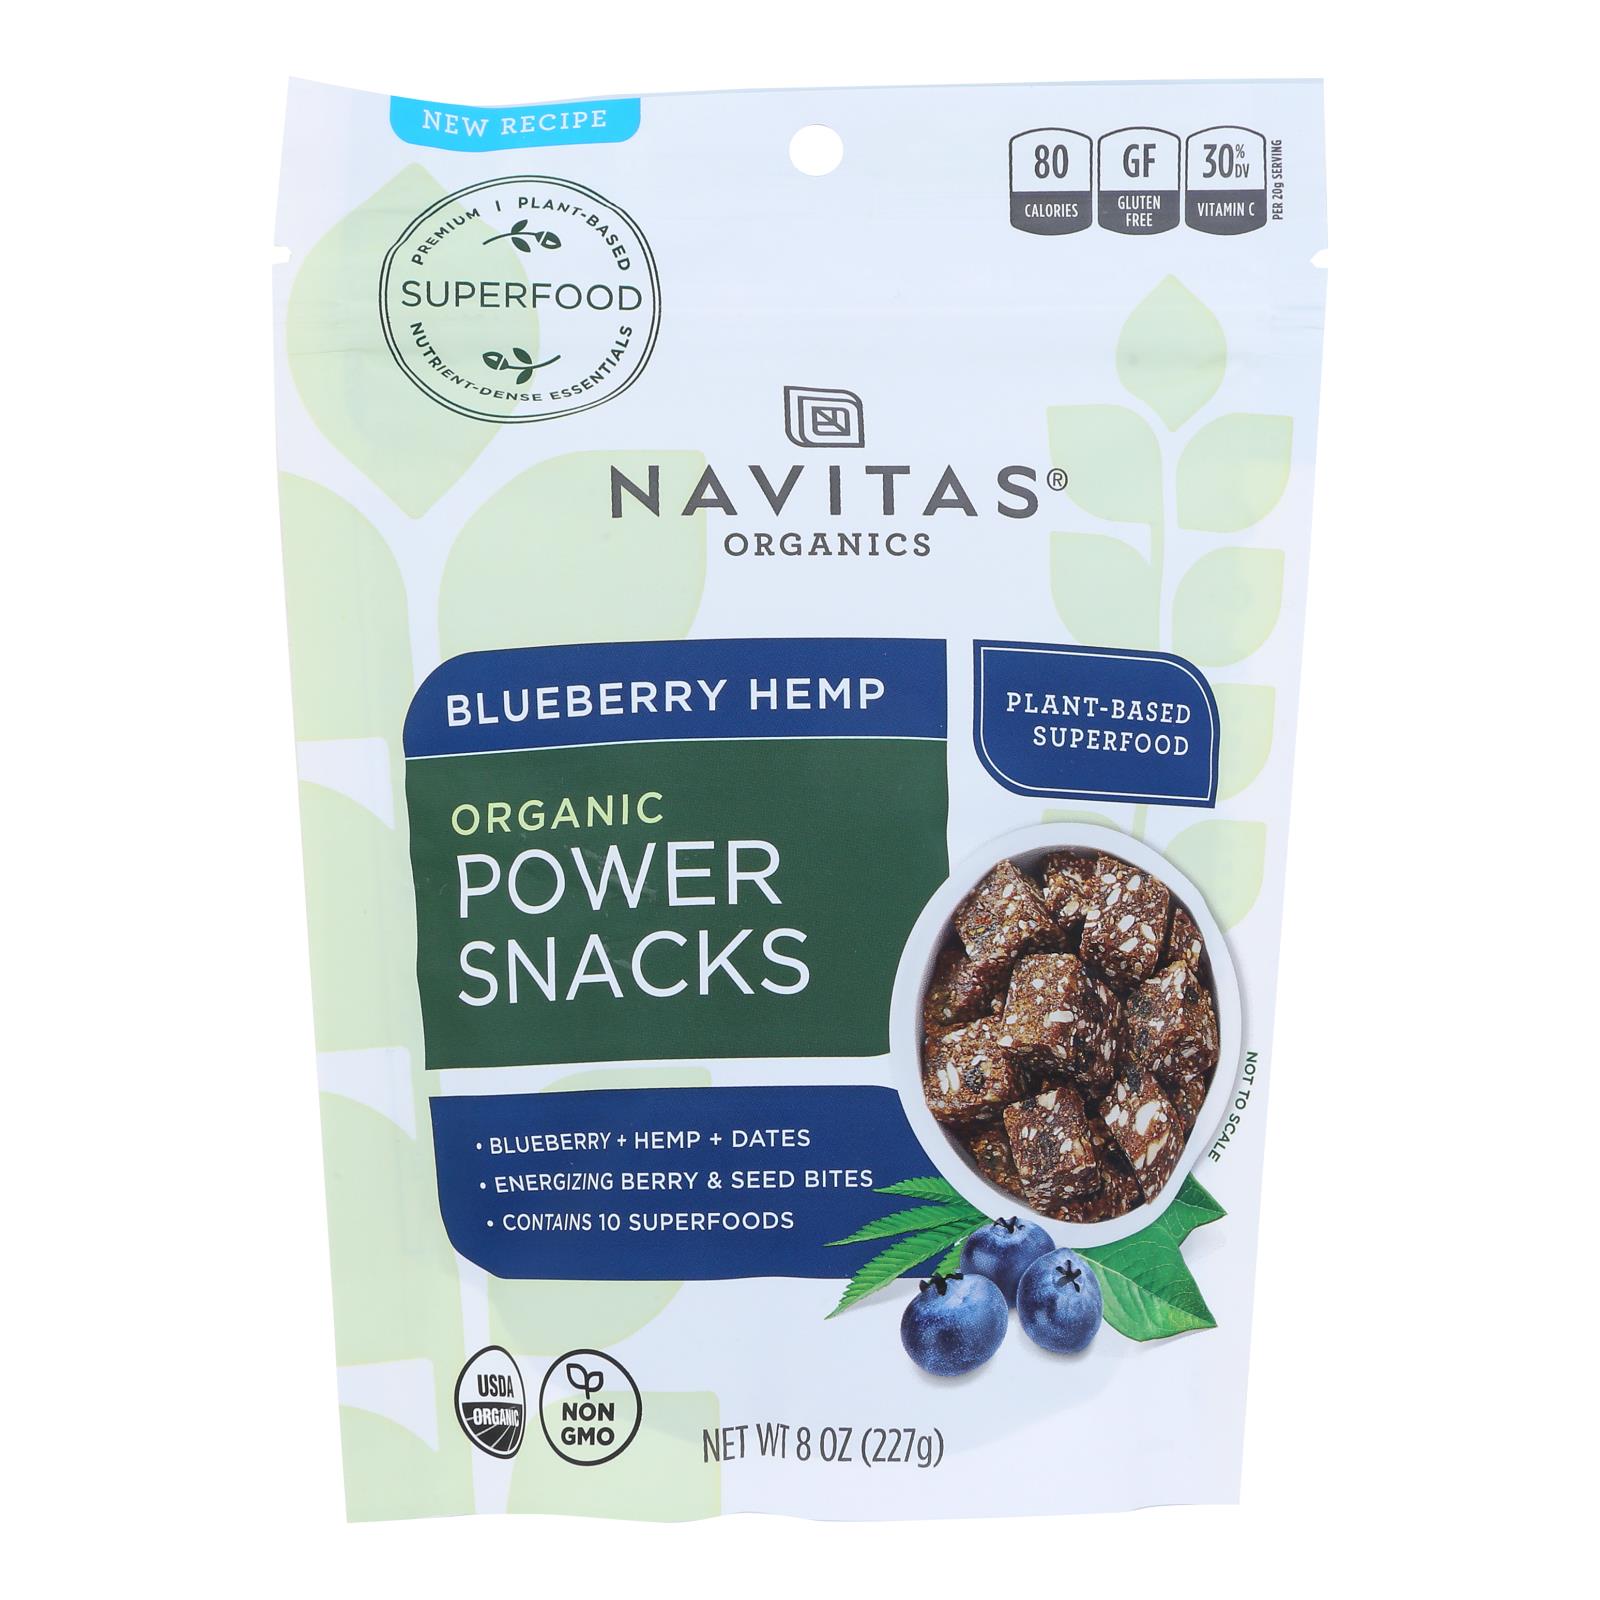 NEW RECIPE
PREMIUM | PLANT-BASED
SUPERFOOD
NUTRIENT-DENSE ESSENTIALS
80
CALORIES
GF
GLUTEN
FREE
30% DV
VITAMIN C
PER 20g SERVING
NAVITAS®
ORGANICS
BLUEBERRY HEMP
PLANT-BASED
SUPERFOOD
ORGANIC
POWER
SNACKS
NOT TO SCALE
• BLUEBERRY + HEMP + DATES
• ENERGIZING BERRY & SEED BITES
• CONTAINS 10 SUPERFOODS
USDA
ORGANIC
NON
GMO
NET WT 8 OZ (227g)